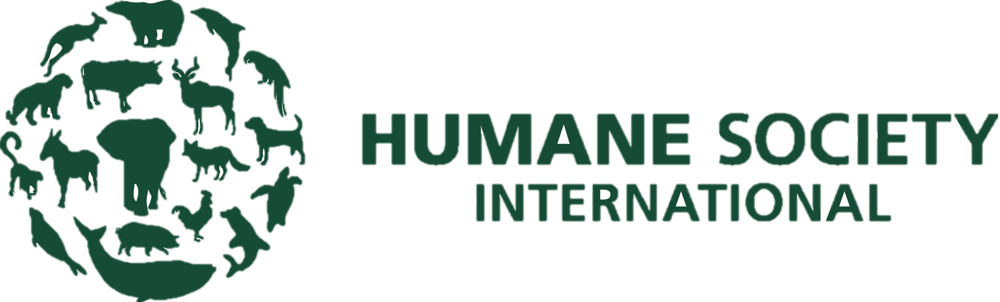 HUMANE SOCIETY
INTERNATIONAL